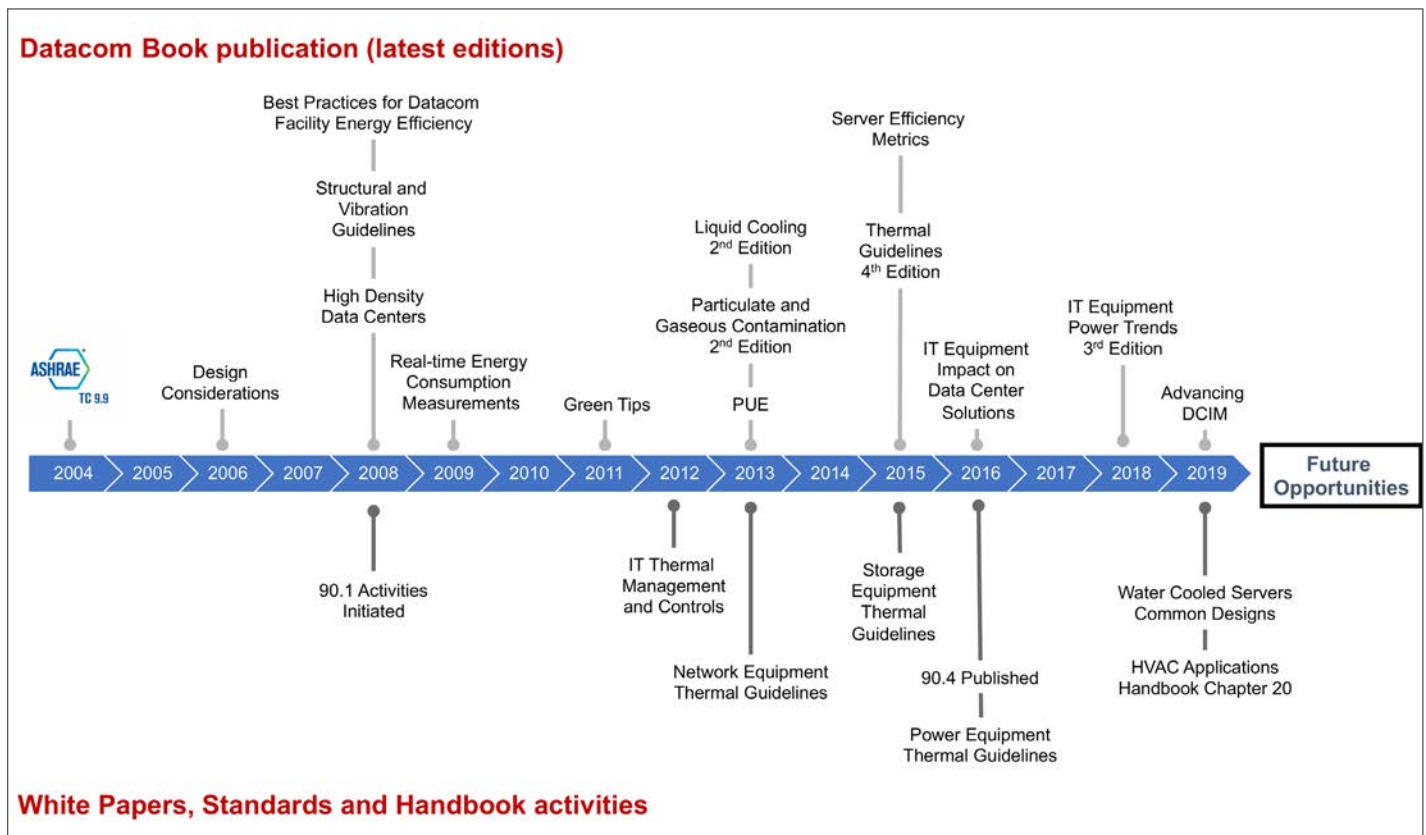 Datacom Book publication (latest editions)
Best Practices for Datacom
Facility Energy Efficiency
Structural and
Vibration
Guidelines
High Density
Data Centers
Server Efficiency
Metrics
Liquid Cooling
2nd Edition
Thermal
Guidelines
4th Edition
Particulate and
Gaseous Contamination
2nd Edition
IT Equipment
Power Trends
3rd Edition
ASHRAE
TC 9.9
Design
Considerations
Real-time Energy
Consumption
Measurements
Green Tips
PUE
IT Equipment
Impact on
Data Center
Solutions
Advancing
DCIM
2004 2005 2006 2007 2008 2009 2010 2011 2012 2013 2014 2015 2016 2017 2018 2019
Future
Opportunities
90.1 Activities
Initiated
IT Thermal
Management
and Controls
Network Equipment
Thermal Guidelines
Storage
Equipment
Thermal
Guidelines
90.4 Published
Power Equipment
Thermal Guidelines
Water Cooled Servers
Common Designs
HVAC Applications
Handbook Chapter 20
White Papers, Standards and Handbook activities